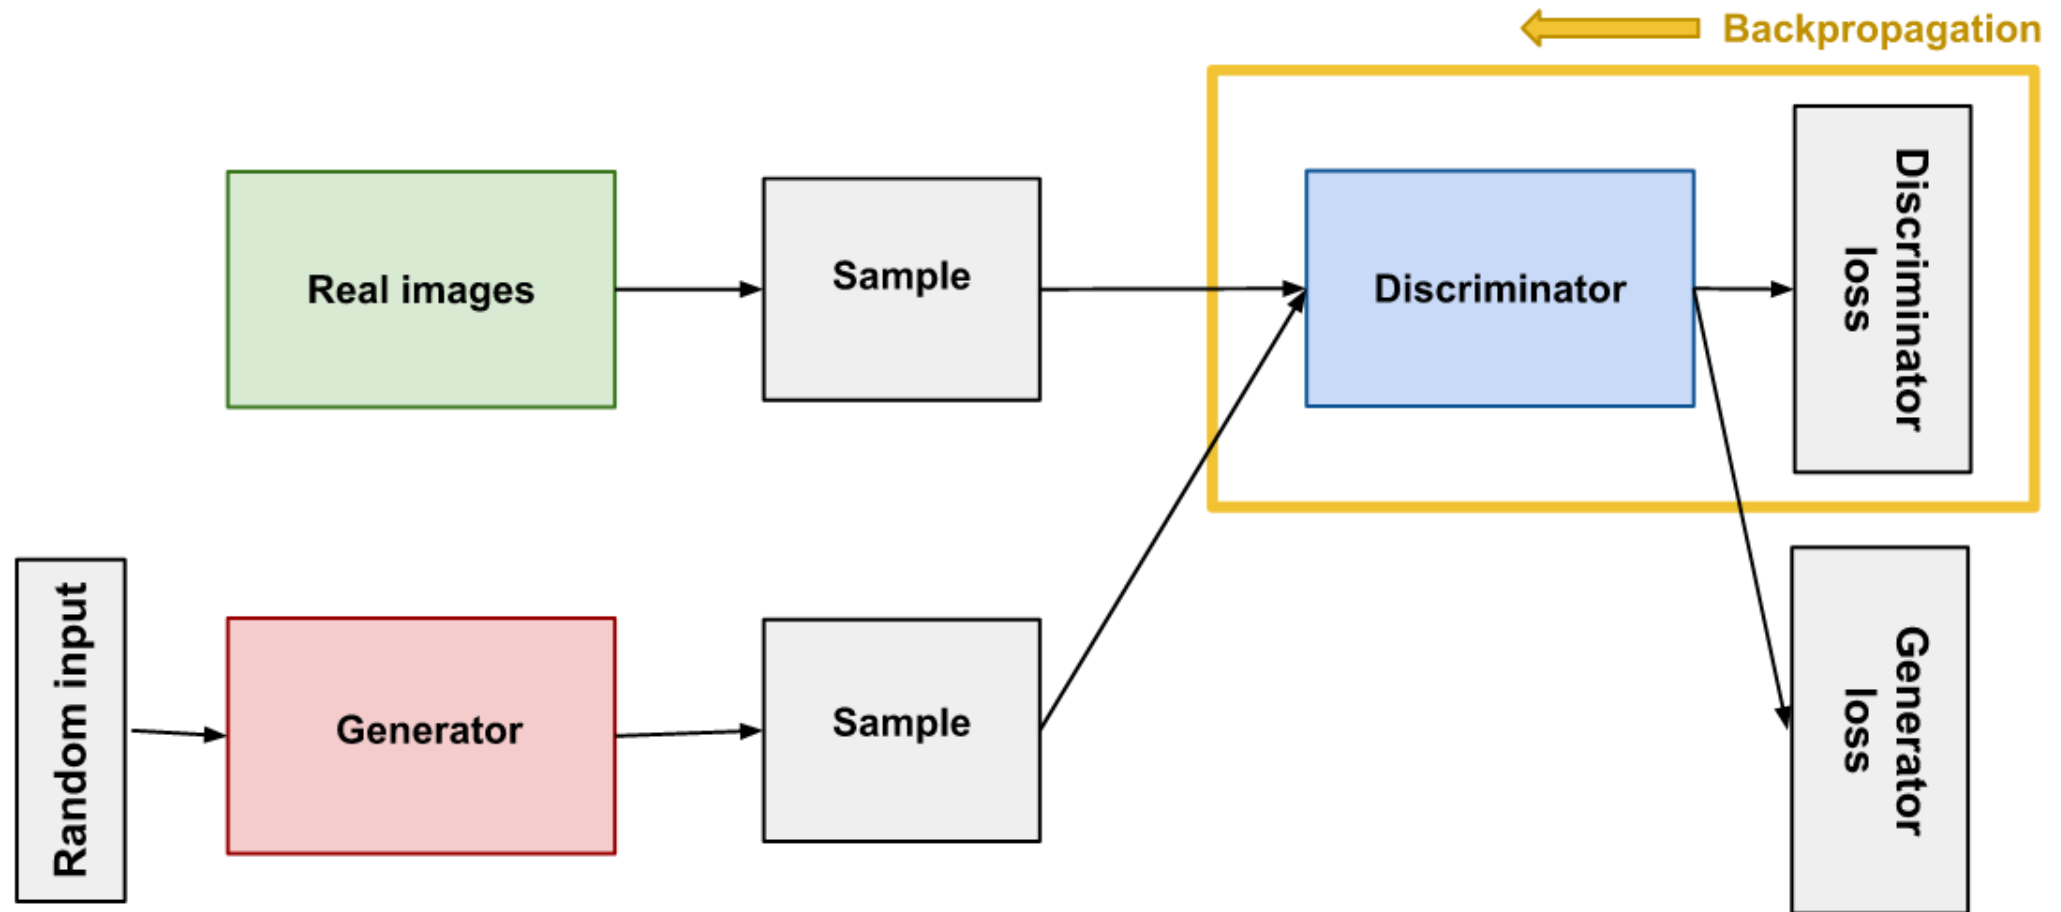 Backpropagation
Real images
Sample
Discriminator
Discriminator
loss
Random input
Generator
Sample
Generator
loss